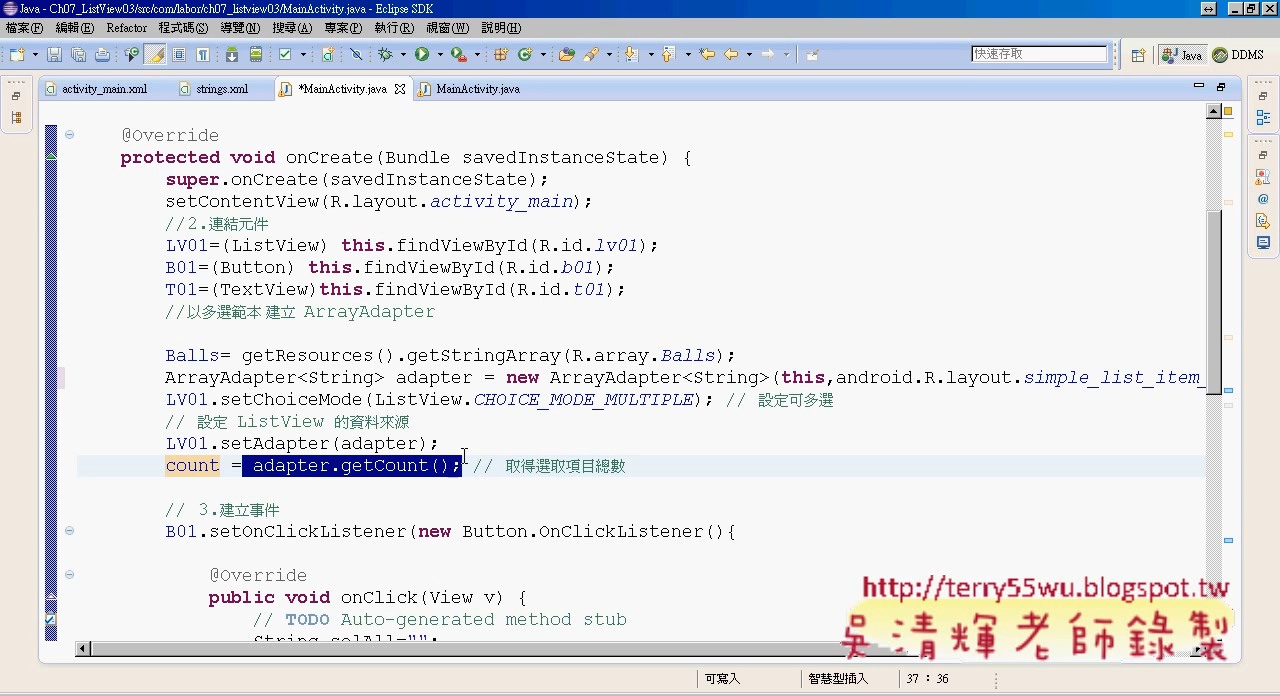 Java - Ch07_ListView03/src/com/labor/ch07_listview03/MainActivity.java - Eclipse SDK
檔案(F) 編輯(E) Refactor 程式碼(S) 導覽(N) 搜尋(A) 專案(P) 執行(R) 視窗(W) 說明(H)
快速存取 Java DDMS
activity_main.xml strings.xml *MainActivity.java MainActivity.java
@Override
protected void onCreate(Bundle savedInstanceState) {
super.onCreate(savedInstanceState);
setContentView(R.layout.activity_main);
//2.連結元件
LV01=(ListView) this.findViewById(R.id.lv01);
B01=(Button) this.findViewById(R.id.b01);
T01=(TextView)this.findViewById(R.id.t01);
//以多選範本 建立 ArrayAdapter
Balls= getResources().getStringArray(R.array.Balls);
ArrayAdapter<String> adapter = new ArrayAdapter<String>(this,android.R.layout.simple_list_item_
LV01.setChoiceMode(ListView.CHOICE_MODE_MULTIPLE); // 設定可多選
// 設定 ListView 的資料來源
LV01.setAdapter(adapter);
count = adapter.getCount(); // 取得選取項目總數
// 3.建立事件
B01.setOnClickListener(new Button.OnClickListener(){
@Override
public void onClick(View v) {
// TODO Auto-generated method stub
String selAll="";
http://terry55wu.blogspot.tw
吳清輝老師錄製
可寫入 智慧型插入 37 : 36